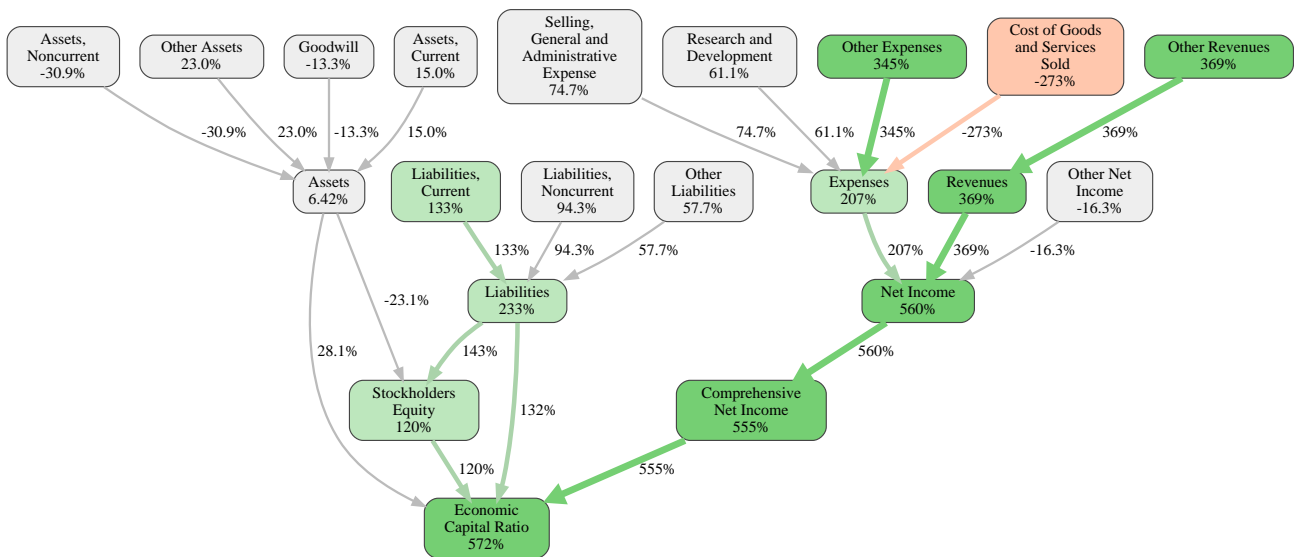 Assets,
Noncurrent
-30.9%
Other Assets
23.0%
Goodwill
-13.3%
Assets,
Current
15.0%
Selling,
General and
Administrative
Expense
74.7%
Research and
Development
61.1%
Other Expenses
345%
Cost of Goods
and Services
Sold
-273%
Other Revenues
369%
-30.9%
23.0%
-13.3%
15.0%
74.7%
61.1%
345%
-273%
369%
Assets
6.42%
Liabilities,
Current
133%
Liabilities,
Noncurrent
94.3%
Other
Liabilities
57.7%
Expenses
207%
Revenues
369%
Other Net
Income
-16.3%
133%
94.3%
57.7%
207%
369%
-16.3%
Liabilities
233%
Net Income
560%
-23.1%
28.1%
143%
132%
560%
Stockholders
Equity
120%
Comprehensive
Net Income
555%
120%
555%
Economic
Capital Ratio
572%